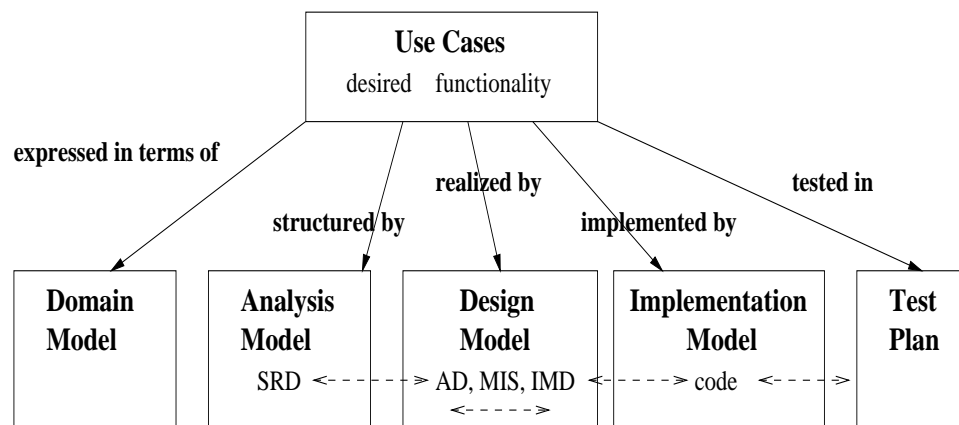 Use Cases
desired functionality
expressed in terms of
realized by
tested in
structured by
implemented by
Domain
Model
Analysis
Model
SRD
Design
Model
AD, MIS, IMD
Implementation
Model
code
Test
Plan